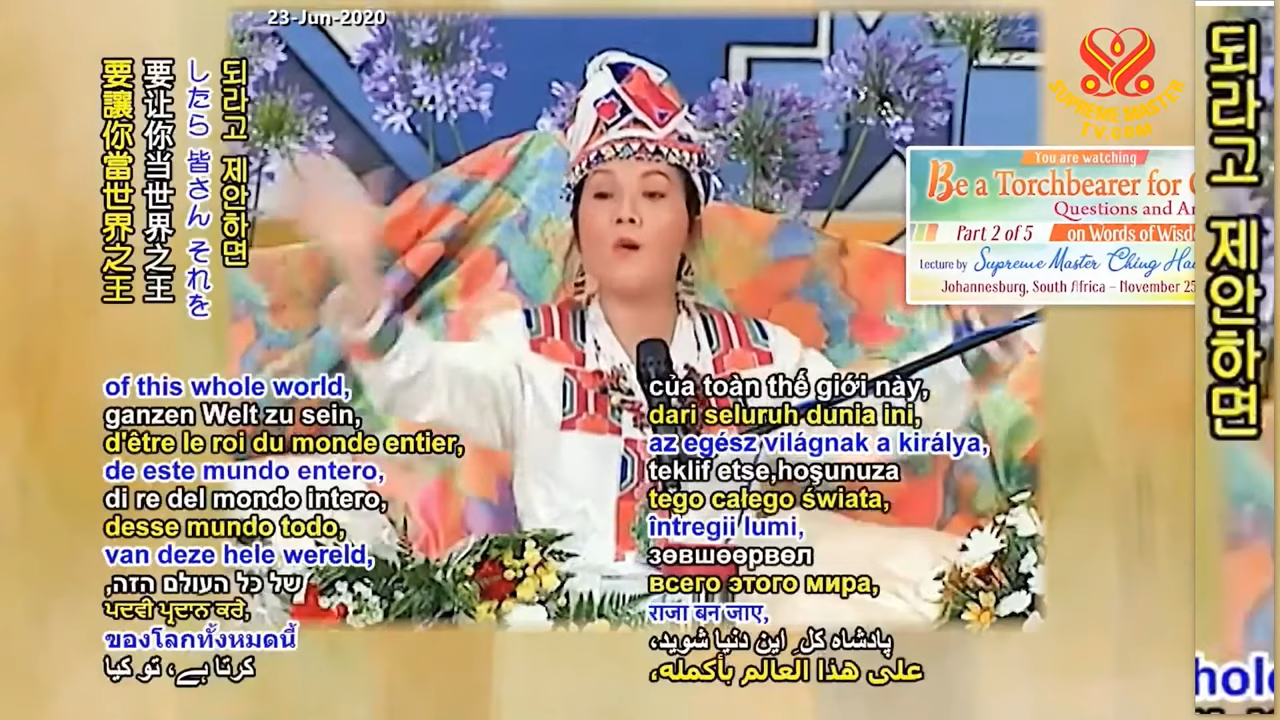 23-Jun-2020
要讓你當世界之王
要让你当世界之王
したら 皆さん それを
되라고 제안하면
SUPREME MASTER
TV.COM
You are watching
Be a Torchbearer for
Questions and
Part 2 of 5
on Words of
Lecture by Supreme Master Ching
Johannesburg, South Africa – November 25
of this whole world,
ganzen Welt zu sein,
d'être le roi du monde entier,
de este mundo entero,
di re del mondo intero,
desse mundo todo,
van deze hele wereld,
של כל העולם הזה,
ਪਦਵੀ ਪ੍ਰਦਾਨ ਕਰੇ,
ของโลกทั้งหมดนี้
کرتا ہے، تو کیا
của toàn thế giới này,
dari seluruh dunia ini,
az egész világnak a királya,
teklif etse,hoşunuza
tego całego świata,
întregii lumi,
зөвшөөрвөл
всего этого мира,
राजा बन जाए,
پادشاه کل این دنیا شوید،
على هذا العالم بأكمله،
되라고 제안하면